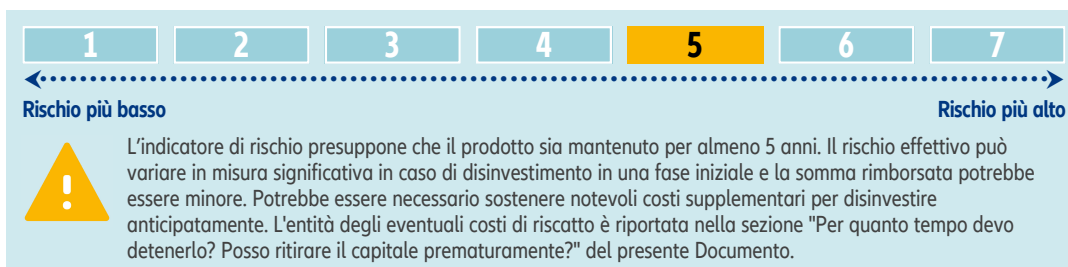 1 2 3 4 5 6 7
Rischio più basso Rischio più alto
L'indicatore di rischio presuppone che il prodotto sia mantenuto per almeno 5 anni. Il rischio effettivo può
variare in misura significativa in caso di disinvestimento in una fase iniziale e la somma rimborsata potrebbe
essere minore. Potrebbe essere necessario sostenere notevoli costi supplementari per disinvestire
anticipatamente. L'entità degli eventuali costi di riscatto è riportata nella sezione "Per quanto tempo devo
detenerlo? Posso ritirare il capitale prematuramente?" del presente Documento.